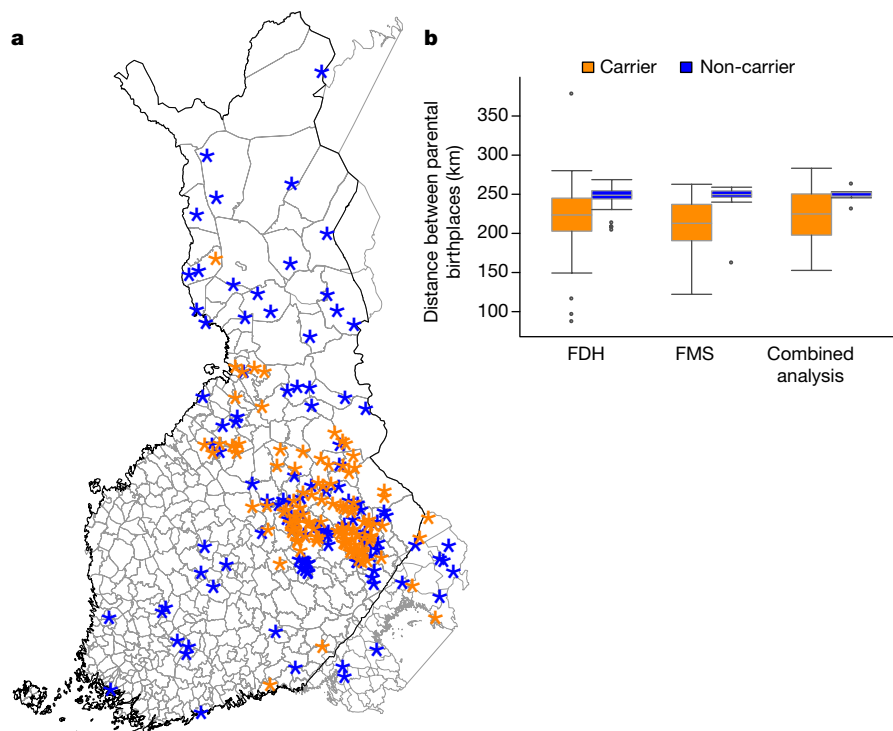 a
b
Carrier
Non-carrier
Distance between parental
birthplaces (km)
350
300
250
200
150
100
FDH
FMS
Combined
analysis